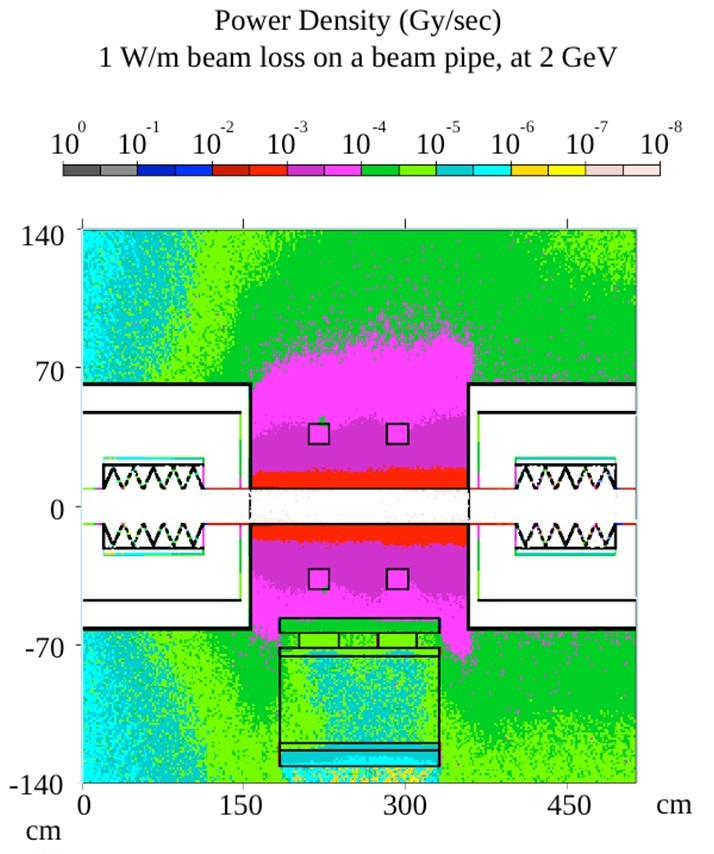 Power Density (Gy/sec)
1 W/m beam loss on a beam pipe, at 2 GeV
10^0 10^-1 10^-2 10^-3 10^-4 10^-5 10^-6 10^-7 10^-8
140
70
0
-70
-140
0 150 300 450 cm
cm